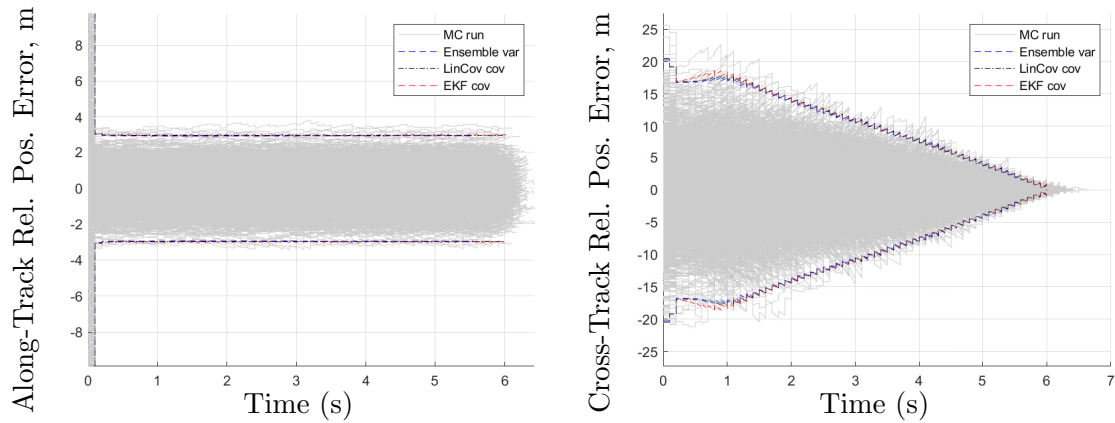 Along-Track Rel. Pos. Error, m
8
6
4
2
0
-2
-4
-6
-8
0
1
2
3
4
5
6
Time (s)
MC run
Ensemble var
LinCov cov
EKF cov
Cross-Track Rel. Pos. Error, m
25
20
15
10
5
0
-5
-10
-15
-20
-25
0
1
2
3
4
5
6
7
Time (s)
MC run
Ensemble var
LinCov cov
EKF cov